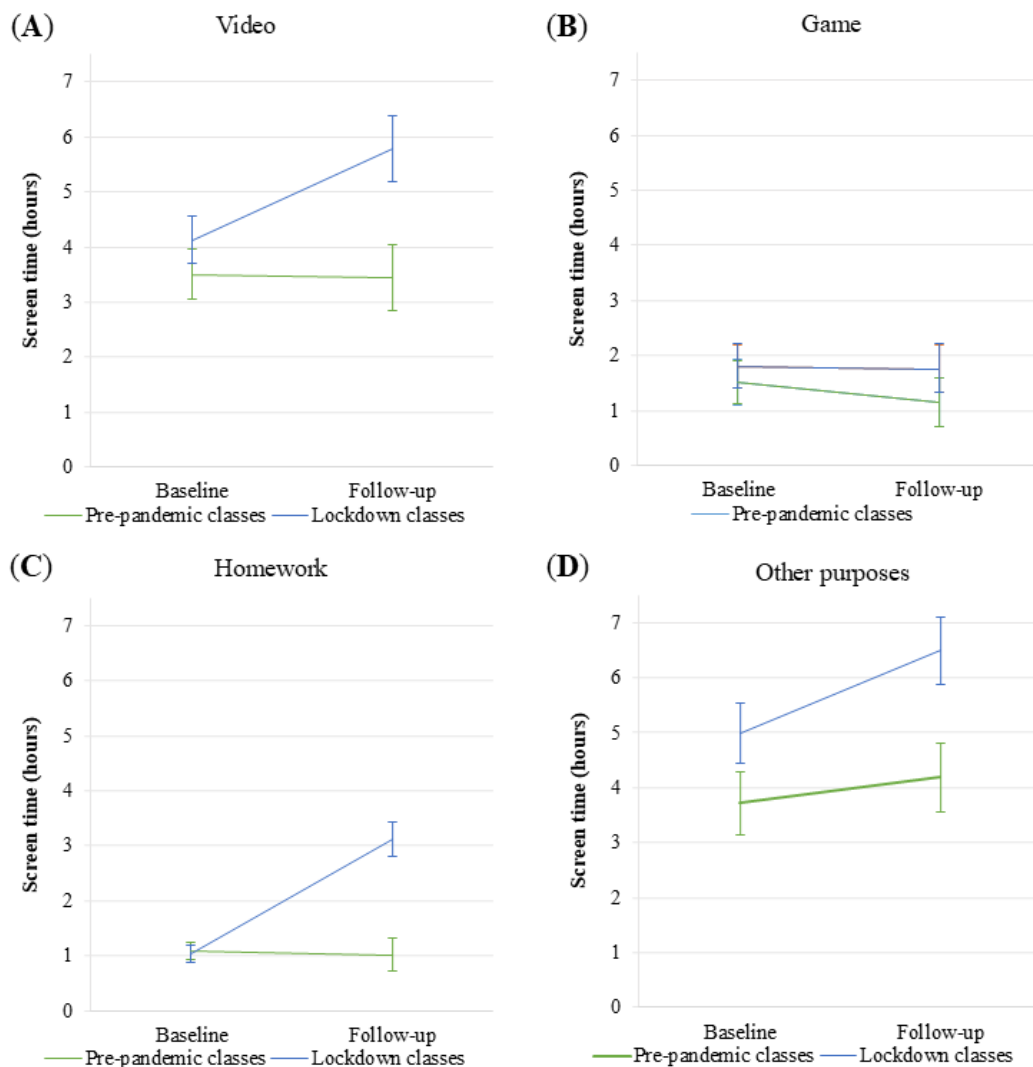 (A)
Video
Screen time (hours)
7
6
5
4
3
2
1
0
Baseline
Follow-up
Pre-pandemic classes
Lockdown classes
(B)
Game
Screen time (hours)
7
6
5
4
3
2
1
0
Baseline
Follow-up
Pre-pandemic classes
(C)
Homework
Screen time (hours)
7
6
5
4
3
2
1
0
Baseline
Follow-up
Pre-pandemic classes
Lockdown classes
(D)
Other purposes
Screen time (hours)
7
6
5
4
3
2
1
0
Baseline
Follow-up
Pre-pandemic classes
Lockdown classes